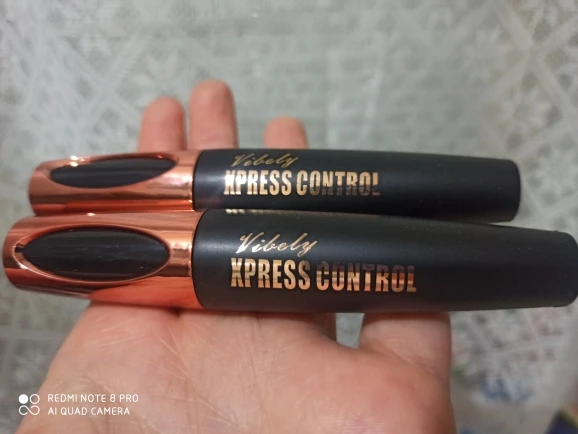 Vibely
XPRESS CONTROL
Vibely
XPRESS CONTROL
REDMI NOTE 8 PRO
AI QUAD CAMERA